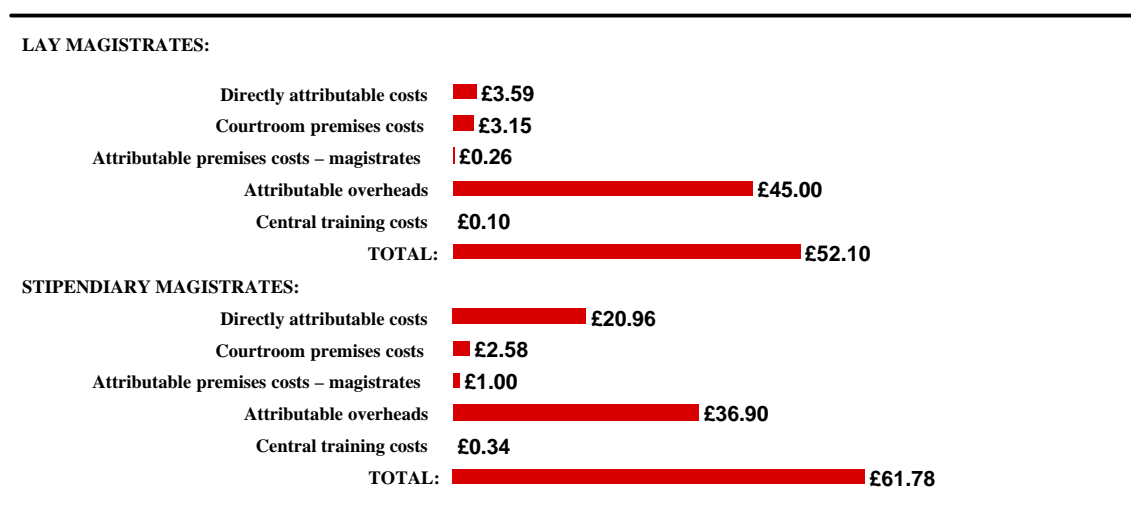 LAY MAGISTRATES:
Directly attributable costs £3.59
Courtroom premises costs £3.15
Attributable premises costs – magistrates £0.26
Attributable overheads £45.00
Central training costs £0.10
TOTAL: £52.10
STIPENDIARY MAGISTRATES:
Directly attributable costs £20.96
Courtroom premises costs £2.58
Attributable premises costs – magistrates £1.00
Attributable overheads £36.90
Central training costs £0.34
TOTAL: £61.78